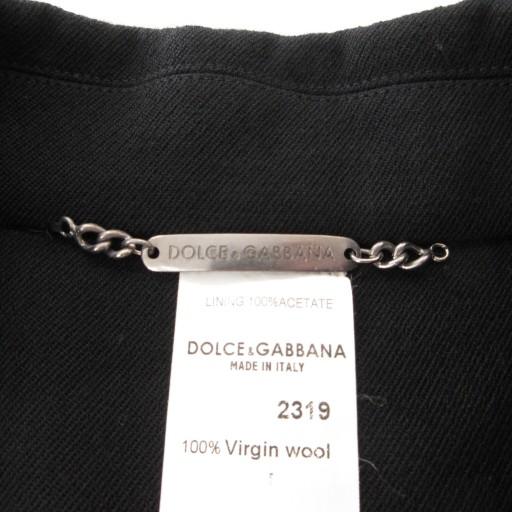 DOLCE&GABBANA
LINING 100%ACETATE
DOLCE&GABBANA
MADE IN ITALY
2319
100% Virgin wool